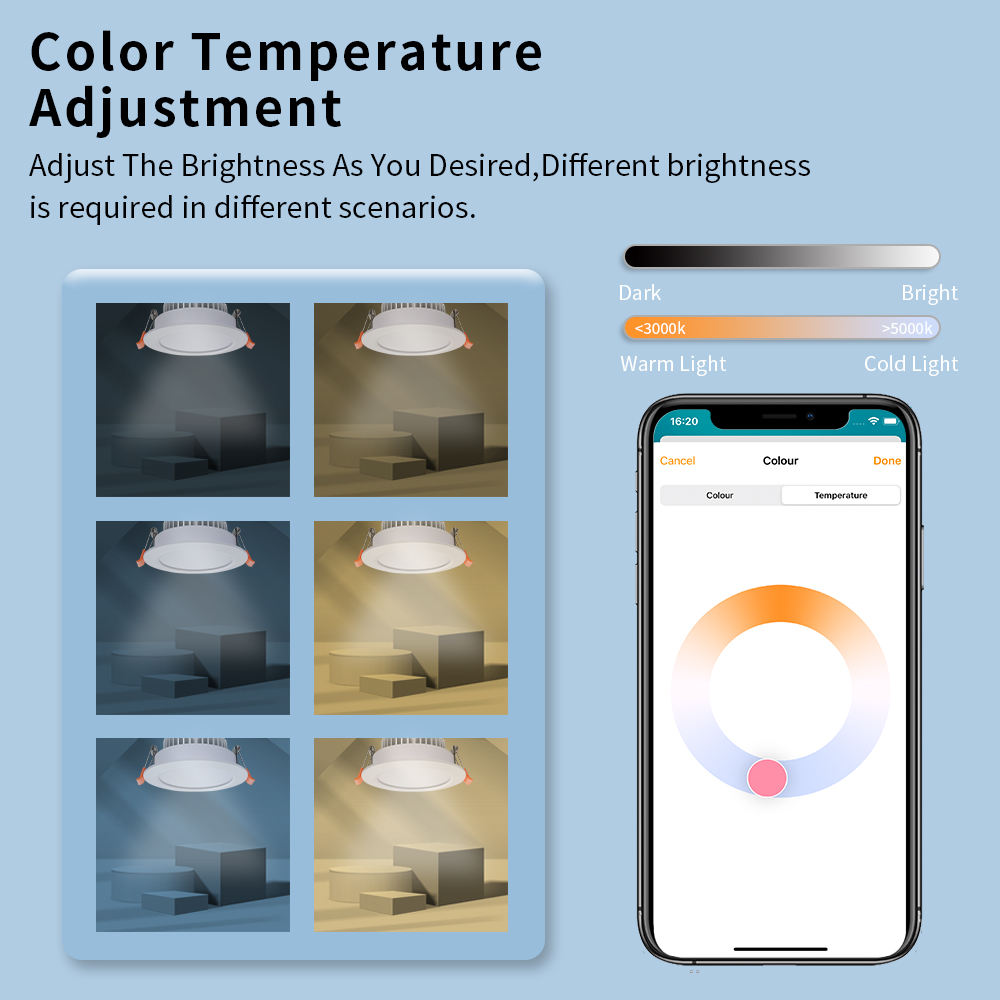 Color Temperature
Adjustment
Adjust The Brightness As You Desired,Different brightness
is required in different scenarios.
Dark Bright
<3000k >5000k
Warm Light Cold Light
16:20
Cancel Colour Done
Colour Temperature